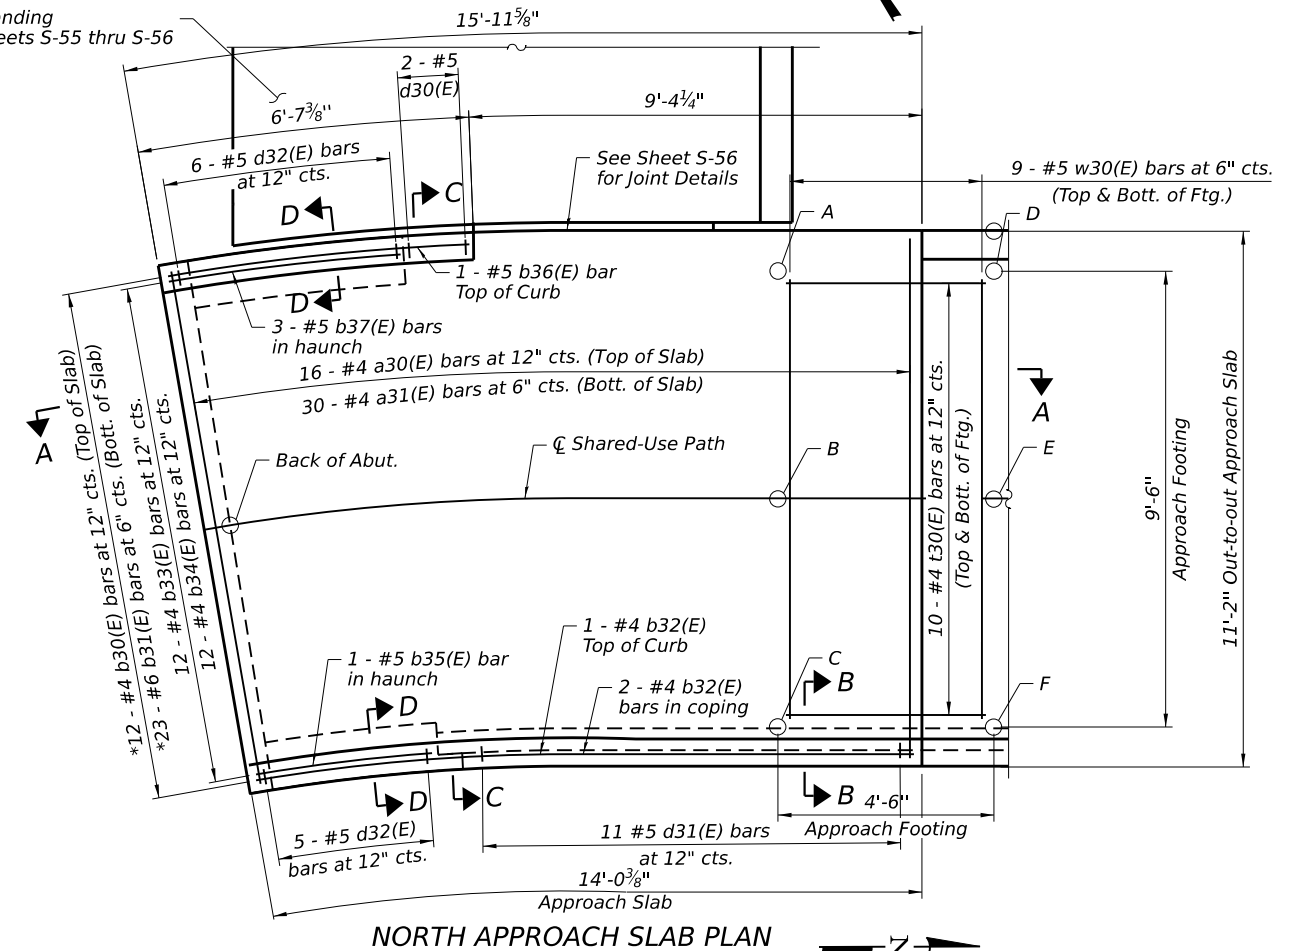 nding
eets S-55 thru S-56
15'-11⅝"
2 - #5
d30(E)
6'-7⅜"
9'-4¼"
6 - #5 d32(E) bars
at 12" cts.
See Sheet S-56
for Joint Details
9 - #5 w30(E) bars at 6" cts.
(Top & Bott. of Ftg.)
D
C
A
D
1 - #5 b36(E) bar
Top of Curb
D
3 - #5 b37(E) bars
in haunch
16 - #4 a30(E) bars at 12" cts. (Top of Slab)
30 - #4 a31(E) bars at 6" cts. (Bott. of Slab)
A
A
℄ Shared-Use Path
Back of Abut.
B
E
*12 - #4 b30(E) bars at 12" cts. (Top of Slab)
*23 - #6 b31(E) bars at 6" cts. (Bott. of Slab)
12 - #4 b33(E) bars at 12" cts.
12 - #4 b34(E) bars at 12" cts.
10 - #4 t30(E) bars at 12" cts.
(Top & Bott. of Ftg.)
9'-6"
Approach Footing
11'-2" Out-to-out Approach Slab
1 - #4 b32(E)
Top of Curb
1 - #5 b35(E) bar
in haunch
2 - #4 b32(E)
bars in coping
C
B
F
D
D
C
B
4'-6"
Approach Footing
5 - #5 d32(E)
bars at 12" cts.
11 #5 d31(E) bars
at 12" cts.
14'-0⅜"
Approach Slab
NORTH APPROACH SLAB PLAN
Z